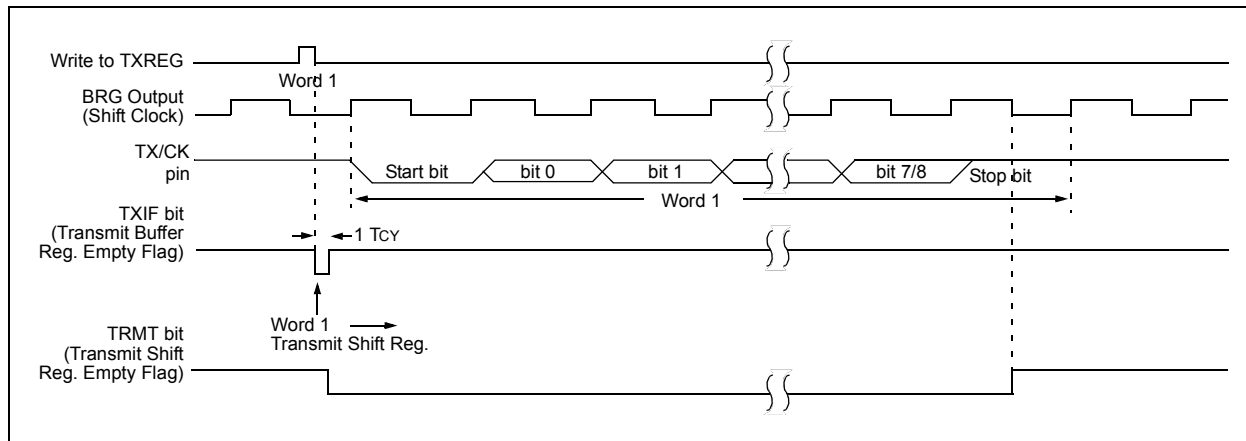 Write to TXREG
Word 1
BRG Output
(Shift Clock)
TX/CK
pin
Start bit
bit 0
bit 1
bit 7/8
Stop bit
Word 1
TXIF bit
(Transmit Buffer
Reg. Empty Flag)
1 TCY
Word 1
Transmit Shift Reg.
TRMT bit
(Transmit Shift
Reg. Empty Flag)